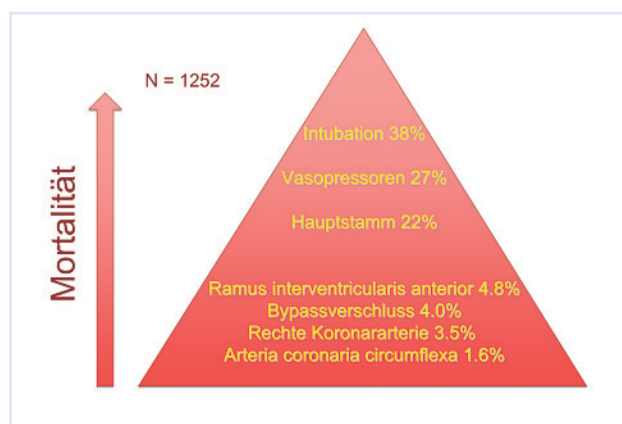 N = 1252
Mortalität
Intubation 38%
Vasopressoren 27%
Hauptstamm 22%
Ramus interventricularis anterior 4.8%
Bypassverschluss 4.0%
Rechte Koronararterie 3.5%
Arteria coronaria circumflexa 1.6%